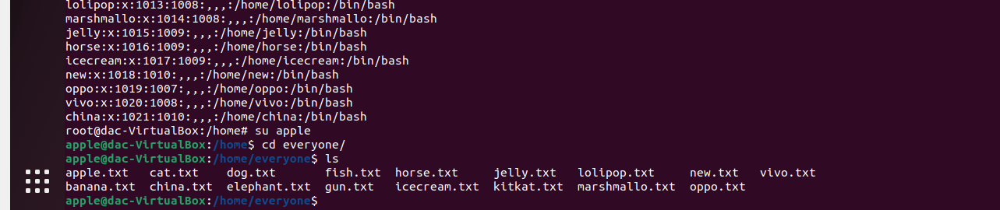 lolipop:x:1013:1008:,,,:/home/lolipop:/bin/bash
marshmallo:x:1014:1008:,,,:/home/marshmallo:/bin/bash
jelly:x:1015:1009:,,,:/home/jelly:/bin/bash
horse:x:1016:1009:,,,:/home/horse:/bin/bash
icecream:x:1017:1009:,,,:/home/icecream:/bin/bash
new:x:1018:1010:,,,:/home/new:/bin/bash
oppo:x:1019:1007:,,,:/home/oppo:/bin/bash
vivo:x:1020:1008:,,,:/home/vivo:/bin/bash
china:x:1021:1010:,,,:/home/china:/bin/bash
root@dac-VirtualBox:/home# su apple
apple@dac-VirtualBox:/home$ cd everyone/
apple@dac-VirtualBox:/home/everyone$ ls
apple.txt  cat.txt    dog.txt       fish.txt  horse.txt     jelly.txt   lolipop.txt     new.txt   vivo.txt
banana.txt  china.txt  elephant.txt  gun.txt   icecream.txt  kitkat.txt  marshmallo.txt  oppo.txt
apple@dac-VirtualBox:/home/everyone$